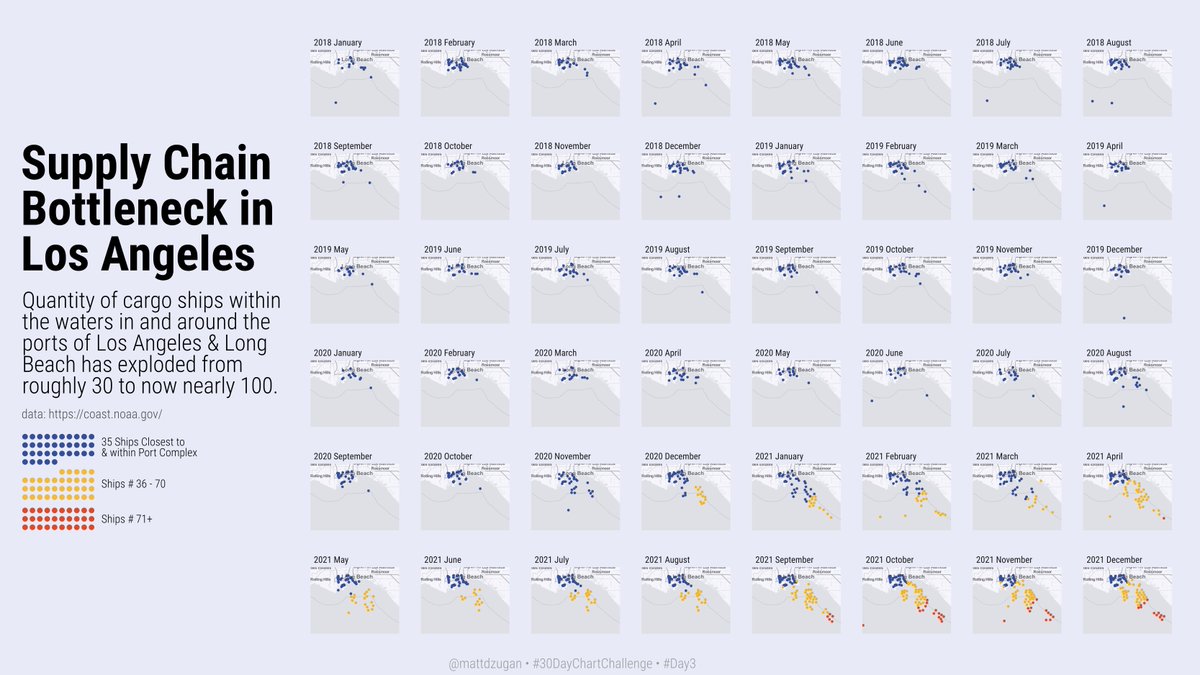 Supply Chain
Bottleneck in
Los Angeles
Quantity of cargo ships within
the waters in and around the
ports of Los Angeles & Long
Beach has exploded from
roughly 30 to now nearly 100.
data: https://coast.noaa.gov/
35 Ships Closest to
& within Port Complex
Ships # 36 - 70
Ships # 71+
2018 January
2018 February
2018 March
2018 April
2018 May
2018 June
2018 July
2018 August
2018 September
2018 October
2018 November
2018 December
2019 January
2019 February
2019 March
2019 April
2019 May
2019 June
2019 July
2019 August
2019 September
2019 October
2019 November
2019 December
2020 January
2020 February
2020 March
2020 April
2020 May
2020 June
2020 July
2020 August
2020 September
2020 October
2020 November
2020 December
2021 January
2021 February
2021 March
2021 April
2021 May
2021 June
2021 July
2021 August
2021 September
2021 October
2021 November
2021 December
@mattdzugan • #30DayChartChallenge • #Day3